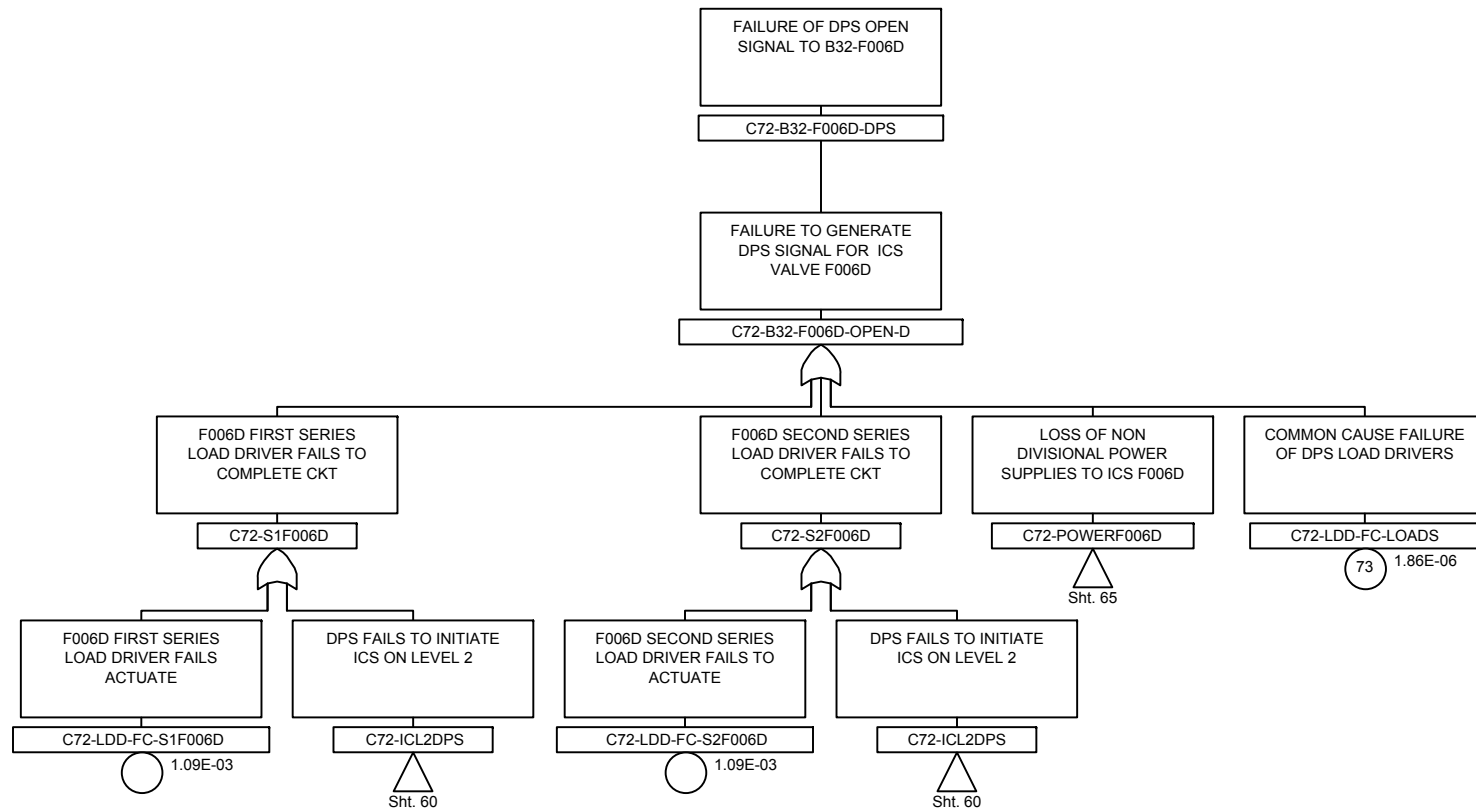 FAILURE OF DPS OPEN
SIGNAL TO B32-F006D
C72-B32-F006D-DPS
FAILURE TO GENERATE
DPS SIGNAL FOR ICS
VALVE F006D
C72-B32-F006D-OPEN-D
F006D FIRST SERIES
LOAD DRIVER FAILS TO
COMPLETE CKT
C72-S1F006D
F006D SECOND SERIES
LOAD DRIVER FAILS TO
COMPLETE CKT
C72-S2F006D
LOSS OF NON
DIVISIONAL POWER
SUPPLIES TO ICS F006D
C72-POWERF006D
Sht. 65
COMMON CAUSE FAILURE
OF DPS LOAD DRIVERS
C72-LDD-FC-LOADS
73
1.86E-06
F006D FIRST SERIES
LOAD DRIVER FAILS
ACTUATE
C72-LDD-FC-S1F006D
1.09E-03
DPS FAILS TO INITIATE
ICS ON LEVEL 2
C72-ICL2DPS
Sht. 60
F006D SECOND SERIES
LOAD DRIVER FAILS TO
ACTUATE
C72-LDD-FC-S2F006D
1.09E-03
DPS FAILS TO INITIATE
ICS ON LEVEL 2
C72-ICL2DPS
Sht. 60